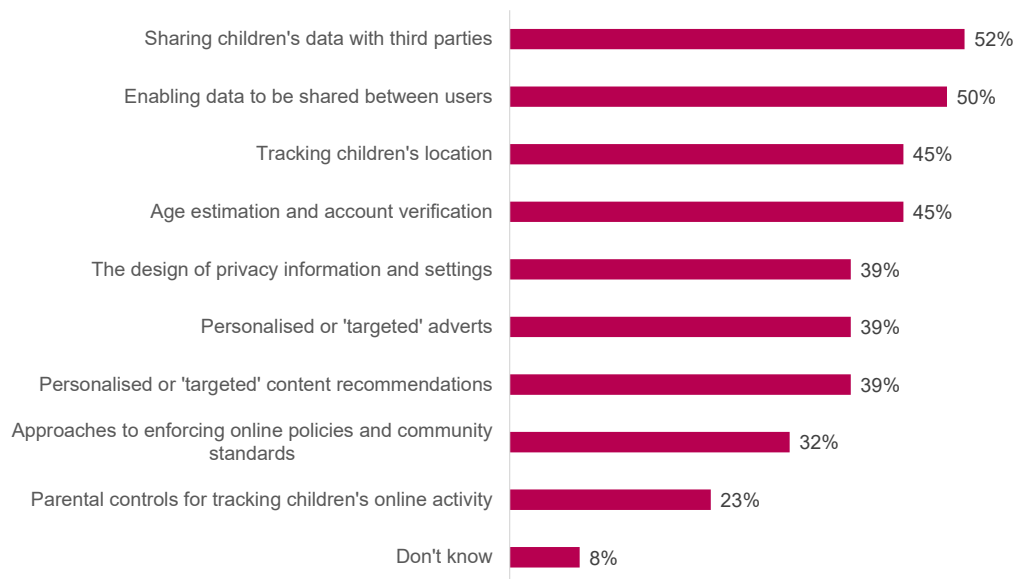 Sharing children's data with third parties 52%
Enabling data to be shared between users 50%
Tracking children's location 45%
Age estimation and account verification 45%
The design of privacy information and settings 39%
Personalised or 'targeted' adverts 39%
Personalised or 'targeted' content recommendations 39%
Approaches to enforcing online policies and community
standards 32%
Parental controls for tracking children's online activity 23%
Don't know 8%